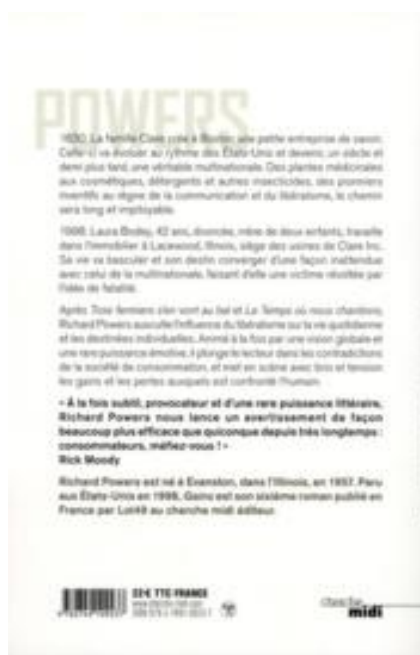 POWERS
1830. La famille Clare crée à Boston une petite entreprise de savon.
Celle-ci va évoluer au rythme des États-Unis et devenir, un siècle et
demi plus tard, une véritable multinationale. Des plantes médicinales
aux cosmétiques, détergents et autres insecticides, des premiers
inventifs au règne de la communication et du libéralisme, le chemin
sera long et impitoyable.
1998. Laura Bodey, 42 ans, divorcée, mère de deux enfants, travaille
dans l'immobilier à Lacewood, Illinois, siège des usines de Clare Inc.
Sa vie va basculer et son destin converger d'une façon inattendue
avec celui de la multinationale, faisant d'elle une victime révoltée par
l'idée de fatalité.
Après Trois fermiers s'en vont au bal et Le Temps où nous chantions,
Richard Powers ausculte l'influence du libéralisme sur la vie quotidienne
et les destinées individuelles. Animé à la fois par une vision globale et
une rare puissance émotive, il plonge le lecteur dans les contradictions
de la société de consommation, et met en scène avec brio et tension
les gains et les pertes auxquels est confronté l'humain.
« À la fois subtil, provocateur et d'une rare puissance littéraire,
Richard Powers nous lance un avertissement de façon
beaucoup plus efficace que quiconque depuis très longtemps :
consommateurs, méfiez-vous ! »
Rick Moody
Richard Powers est né à Evanston, dans l'Illinois, en 1957. Paru
aux États-Unis en 1998, Gains est son sixième roman publié en
France par Lot49 au cherche midi éditeur.
22 € TTC FRANCE
cherche
midi